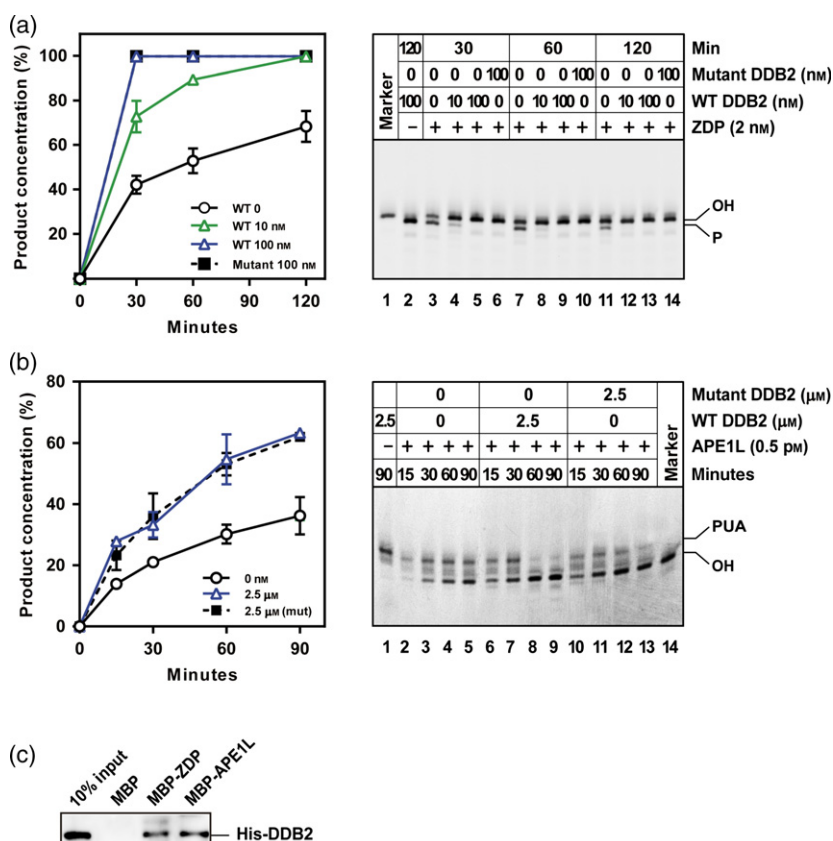 (a)
Product concentration (%)
100
80
60
40
20
0
0 30 60 90 120
Minutes
WT 0
WT 10 nM
WT 100 nM
Mutant 100 nM
Marker
120 30 60 120 Min
0 0 0 0 100 0 0 0 100 0 0 0 100 Mutant DDB2 (nM)
100 0 10 100 0 0 10 100 0 0 10 100 0 WT DDB2 (nM)
− + + + + + + + + + + + + ZDP (2 nM)
OH
P
1 2 3 4 5 6 7 8 9 10 11 12 13 14
(b)
Product concentration (%)
80
60
40
20
0
0 30 60 90
Minutes
0 nM
2.5 µM
2.5 µM (mut)
0 0 2.5 Mutant DDB2 (µM)
2.5 0 2.5 0 WT DDB2 (µM)
− + + + + + + + + + + + + APE1L (0.5 pM)
90 15 30 60 90 15 30 60 90 15 30 60 90 Minutes
Marker
PUA
OH
1 2 3 4 5 6 7 8 9 10 11 12 13 14
(c)
10% input
MBP
MBP-ZDP
MBP-APE1L
His-DDB2